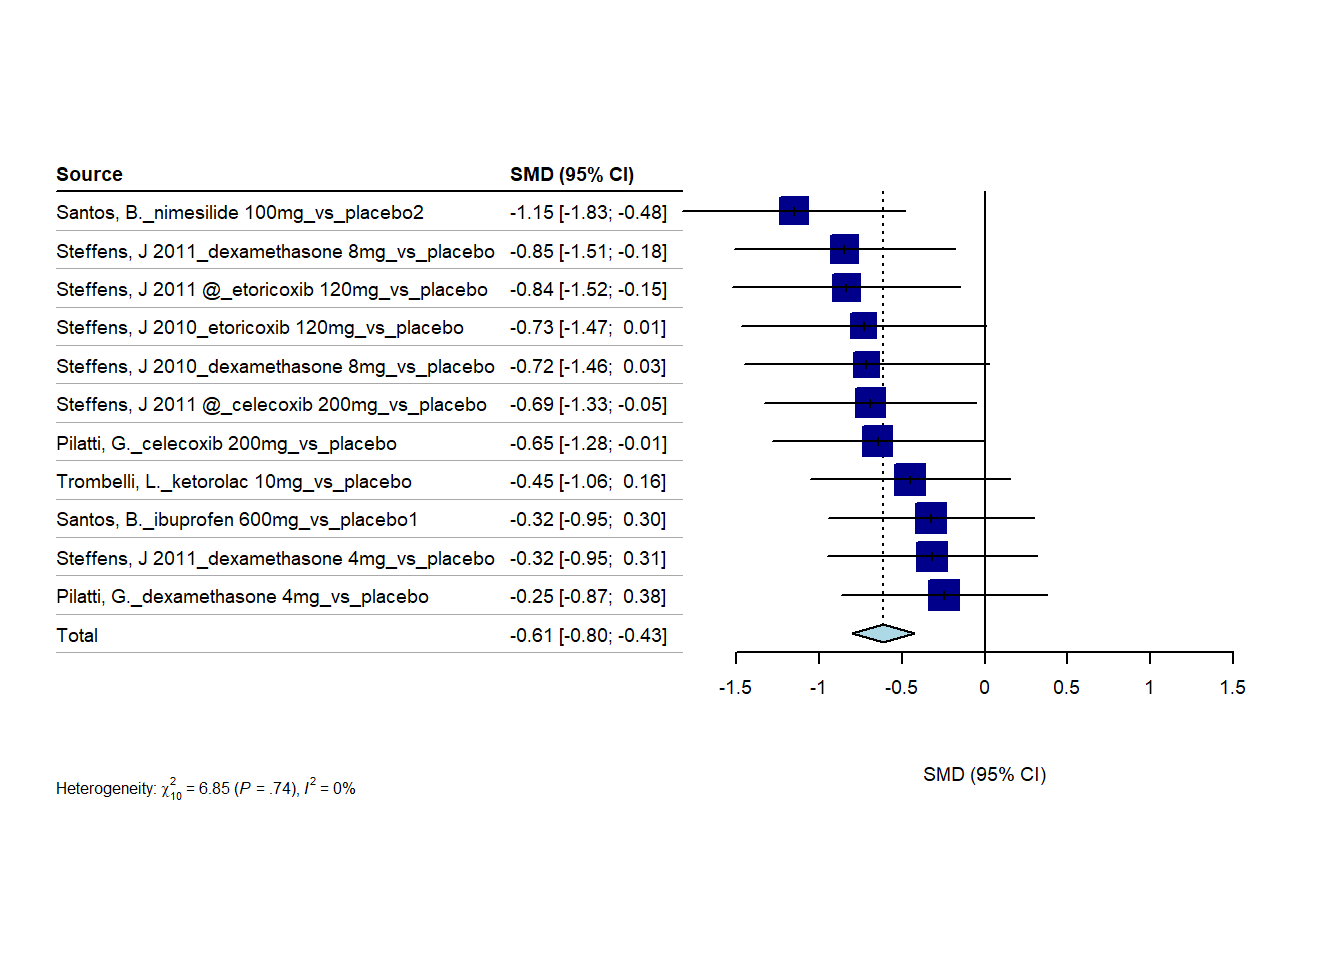 Source SMD (95% CI)
Santos, B._nimesilide 100mg_vs_placebo2 -1.15 [-1.83; -0.48]
Steffens, J 2011_dexamethasone 8mg_vs_placebo -0.85 [-1.51; -0.18]
Steffens, J 2011 @_etoricoxib 120mg_vs_placebo -0.84 [-1.52; -0.15]
Steffens, J 2010_etoricoxib 120mg_vs_placebo -0.73 [-1.47; 0.01]
Steffens, J 2010_dexamethasone 8mg_vs_placebo -0.72 [-1.46; 0.03]
Steffens, J 2011 @_celecoxib 200mg_vs_placebo -0.69 [-1.33; -0.05]
Pilatti, G._celecoxib 200mg_vs_placebo -0.65 [-1.28; -0.01]
Trombelli, L._ketorolac 10mg_vs_placebo -0.45 [-1.06; 0.16]
Santos, B._ibuprofen 600mg_vs_placebo1 -0.32 [-0.95; 0.30]
Steffens, J 2011_dexamethasone 4mg_vs_placebo -0.32 [-0.95; 0.31]
Pilatti, G._dexamethasone 4mg_vs_placebo -0.25 [-0.87; 0.38]
Total -0.61 [-0.80; -0.43]
-1.5 -1 -0.5 0 0.5 1 1.5
SMD (95% CI)
Heterogeneity: χ²₁₀ = 6.85 (P = .74), I² = 0%